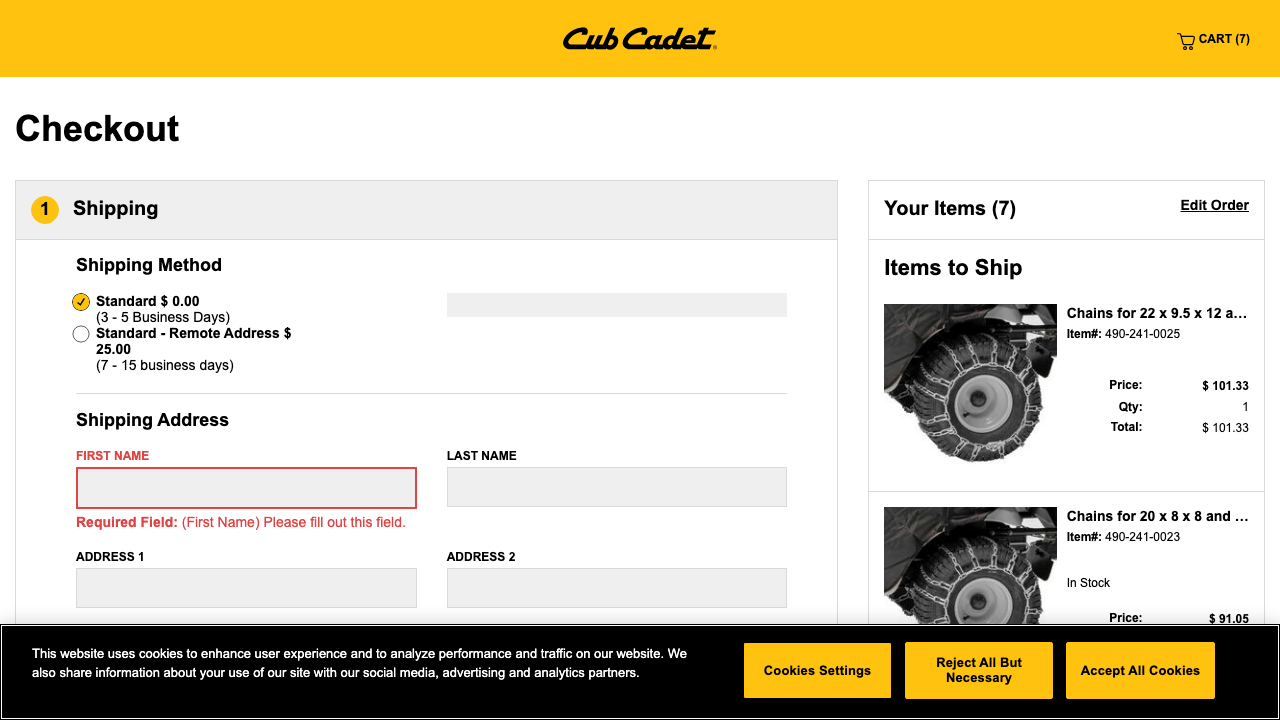 Cub Cadet
CART (7)
Checkout
1 Shipping
Shipping Method
Standard $ 0.00
(3 - 5 Business Days)
Standard - Remote Address $
25.00
(7 - 15 business days)
Shipping Address
FIRST NAME
LAST NAME
Required Field: (First Name) Please fill out this field.
ADDRESS 1
ADDRESS 2
Your Items (7)
Edit Order
Items to Ship
Chains for 22 x 9.5 x 12 a...
Item#: 490-241-0025
Price: $ 101.33
Qty: 1
Total: $ 101.33
Chains for 20 x 8 x 8 and ...
Item#: 490-241-0023
In Stock
Price: $ 91.05
This website uses cookies to enhance user experience and to analyze performance and traffic on our website. We
also share information about your use of our site with our social media, advertising and analytics partners.
Cookies Settings
Reject All But
Necessary
Accept All Cookies